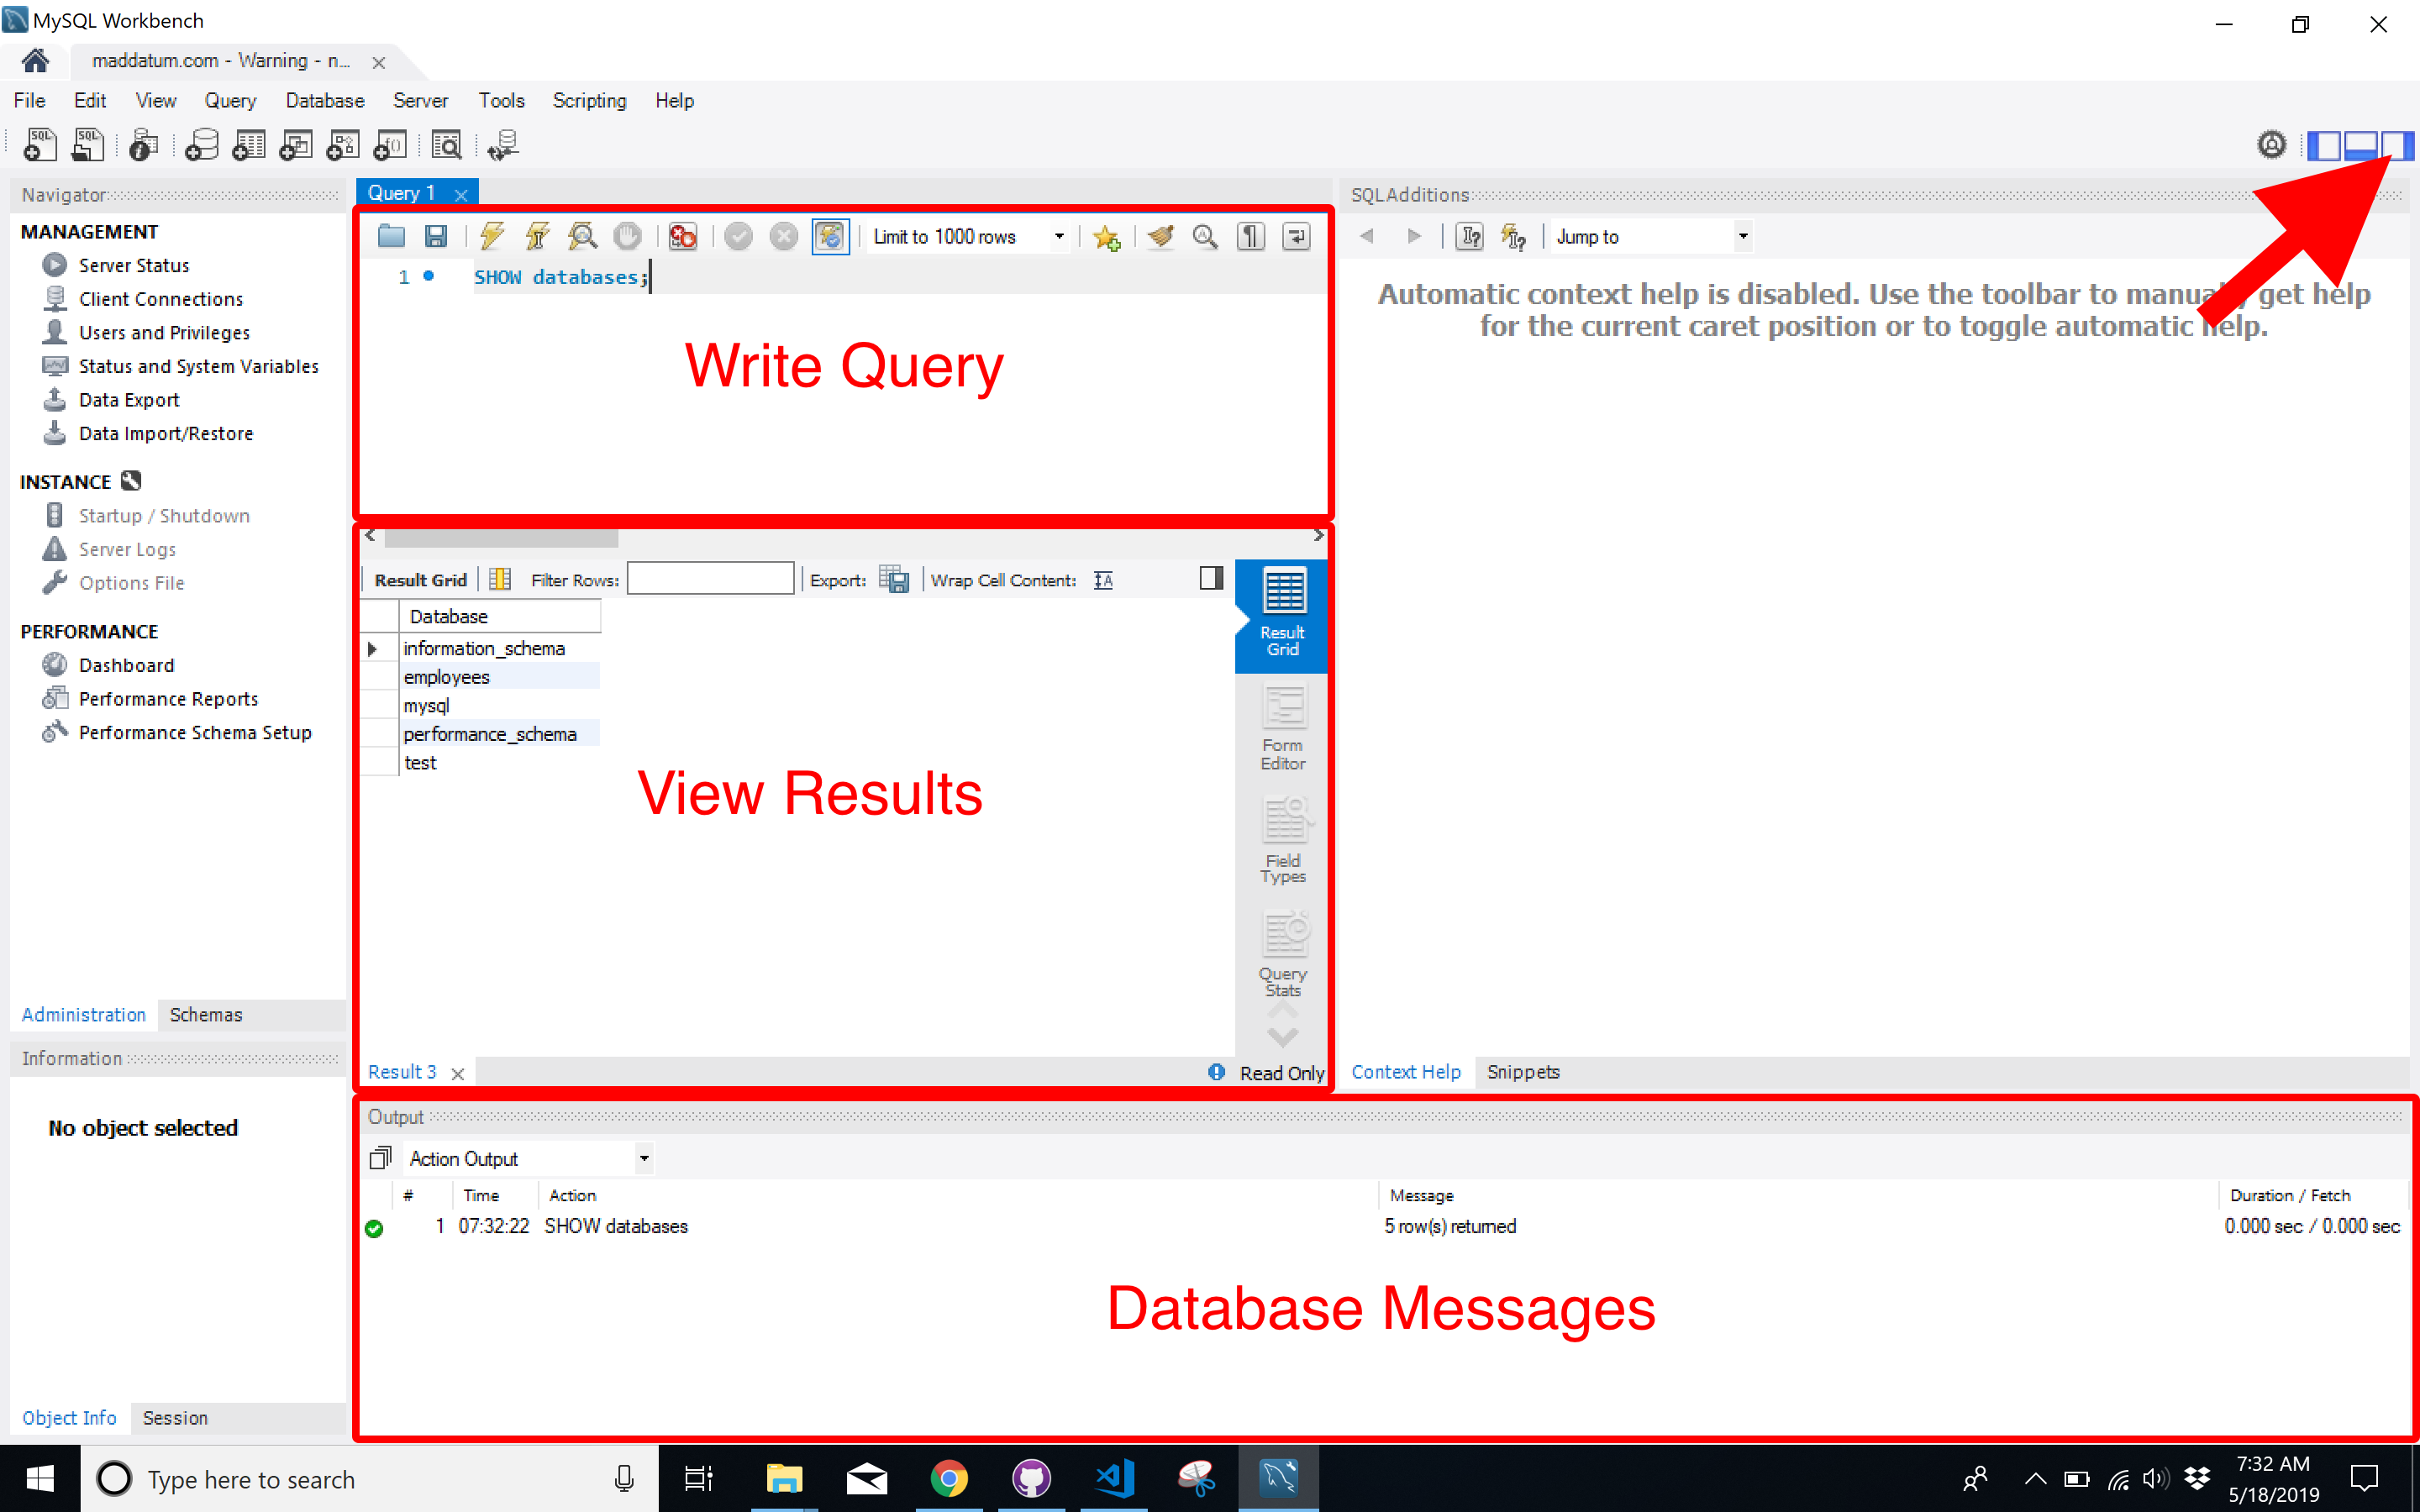 MySQL Workbench
maddatum.com - Warning - n...
File Edit View Query Database Server Tools Scripting Help
SQL SQL f()
Navigator
MANAGEMENT
Server Status
Client Connections
Users and Privileges
Status and System Variables
Data Export
Data Import/Restore
INSTANCE
Startup / Shutdown
Server Logs
Options File
PERFORMANCE
Dashboard
Performance Reports
Performance Schema Setup
Administration Schemas
Information
No object selected
Object Info Session
Query 1
Limit to 1000 rows
1 SHOW databases;
Write Query
Result Grid Filter Rows: Export: Wrap Cell Content:
Database
information_schema
employees
mysql
performance_schema
test
View Results
Result
Grid
Form
Editor
Field
Types
Query
Stats
Result 3 Read Only
SQLAdditions
Jump to
Automatic context help is disabled. Use the toolbar to manually get help
for the current caret position or to toggle automatic help.
Context Help Snippets
Output
Action Output
# Time Action Message Duration / Fetch
1 07:32:22 SHOW databases 5 row(s) returned 0.000 sec / 0.000 sec
Database Messages
Type here to search
7:32 AM
5/18/2019